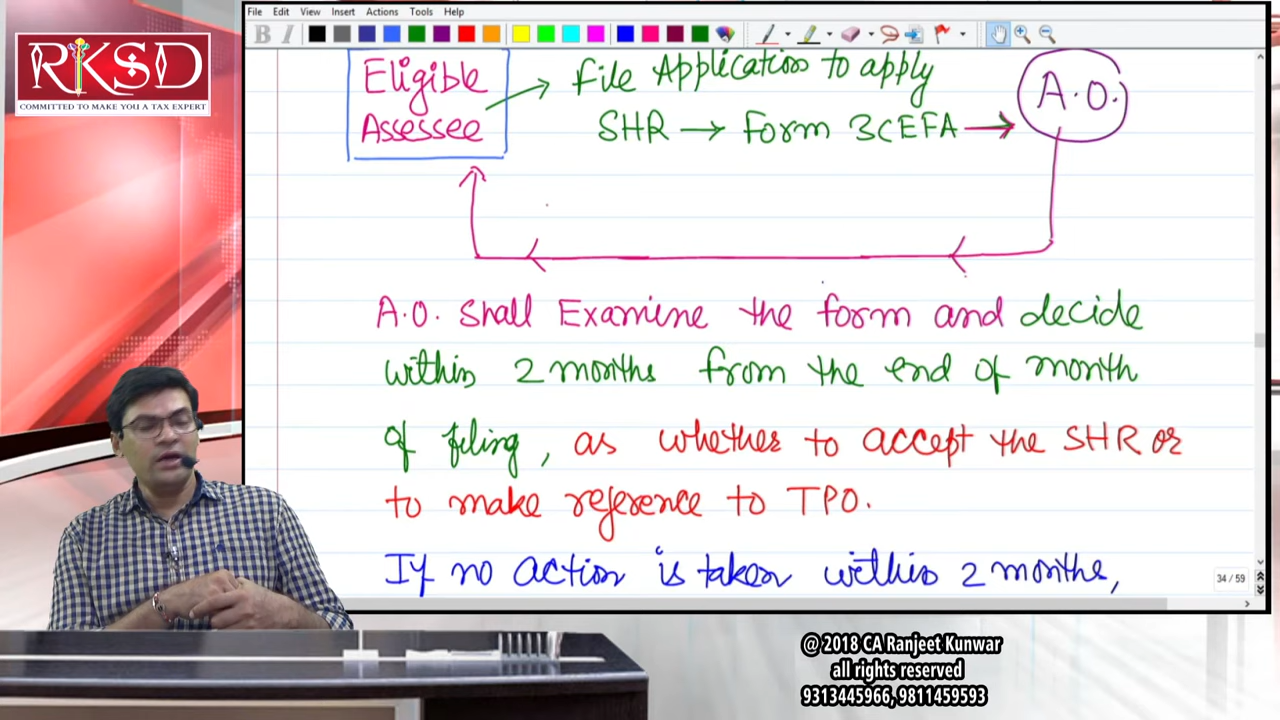 File Edit View Insert Actions Tools Help
RKSD
COMMITTED TO MAKE YOU A TAX EXPERT
B I
Eligible
Assessee
File Application to apply
SHR → Form 3CEFA →
A.O.
A.O. Shall Examine the form and decide
within 2 months from the end of month
of filing, as whether to accept the SHR or
to make reference to TPO.
If no action is taken within 2 months,
34 / 59
@ 2018 CA Ranjeet Kunwar
all rights reserved
9313445966, 9811459593